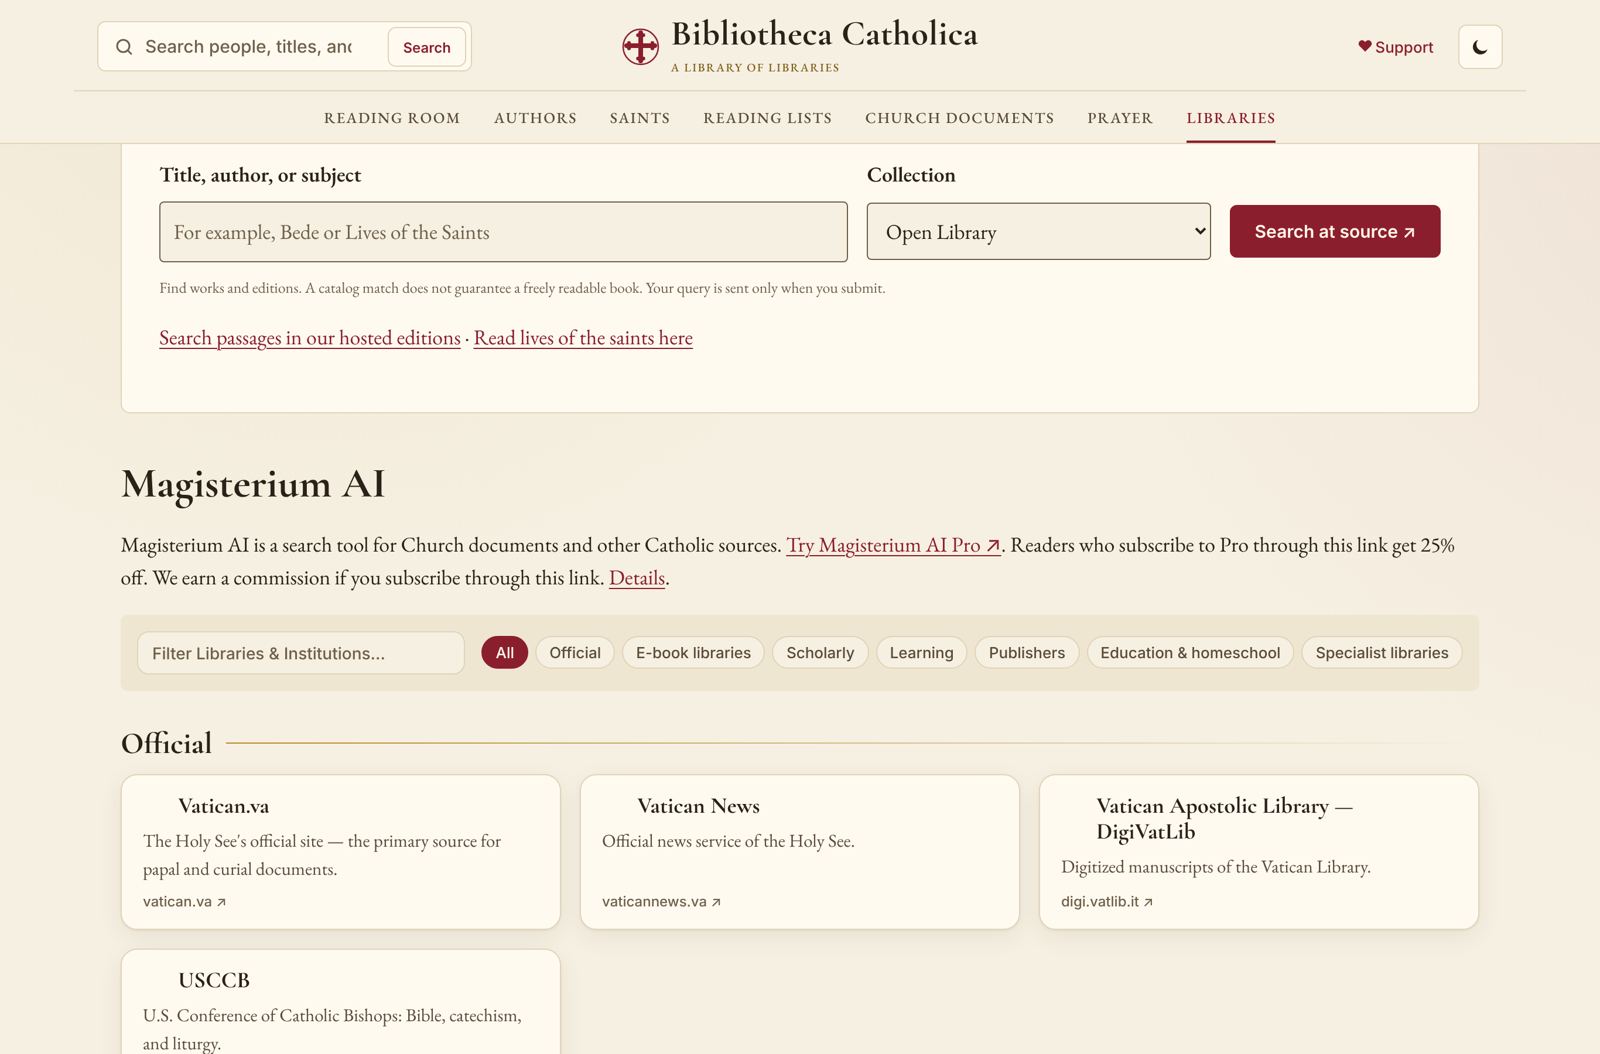 Search people, titles, and
Search
Bibliotheca Catholica
A LIBRARY OF LIBRARIES
Support
READING ROOM
AUTHORS
SAINTS
READING LISTS
CHURCH DOCUMENTS
PRAYER
LIBRARIES
Title, author, or subject
Collection
For example, Bede or Lives of the Saints
Open Library
Search at source ↗
Find works and editions. A catalog match does not guarantee a freely readable book. Your query is sent only when you submit.
Search passages in our hosted editions · Read lives of the saints here
Magisterium AI
Magisterium AI is a search tool for Church documents and other Catholic sources. Try Magisterium AI Pro ↗. Readers who subscribe to Pro through this link get 25%
off. We earn a commission if you subscribe through this link. Details.
Filter Libraries & Institutions...
All
Official
E-book libraries
Scholarly
Learning
Publishers
Education & homeschool
Specialist libraries
Official
Vatican.va
The Holy See's official site — the primary source for
papal and curial documents.
vatican.va ↗
Vatican News
Official news service of the Holy See.
vaticannews.va ↗
Vatican Apostolic Library —
DigiVatLib
Digitized manuscripts of the Vatican Library.
digi.vatlib.it ↗
USCCB
U.S. Conference of Catholic Bishops: Bible, catechism,
and liturgy.